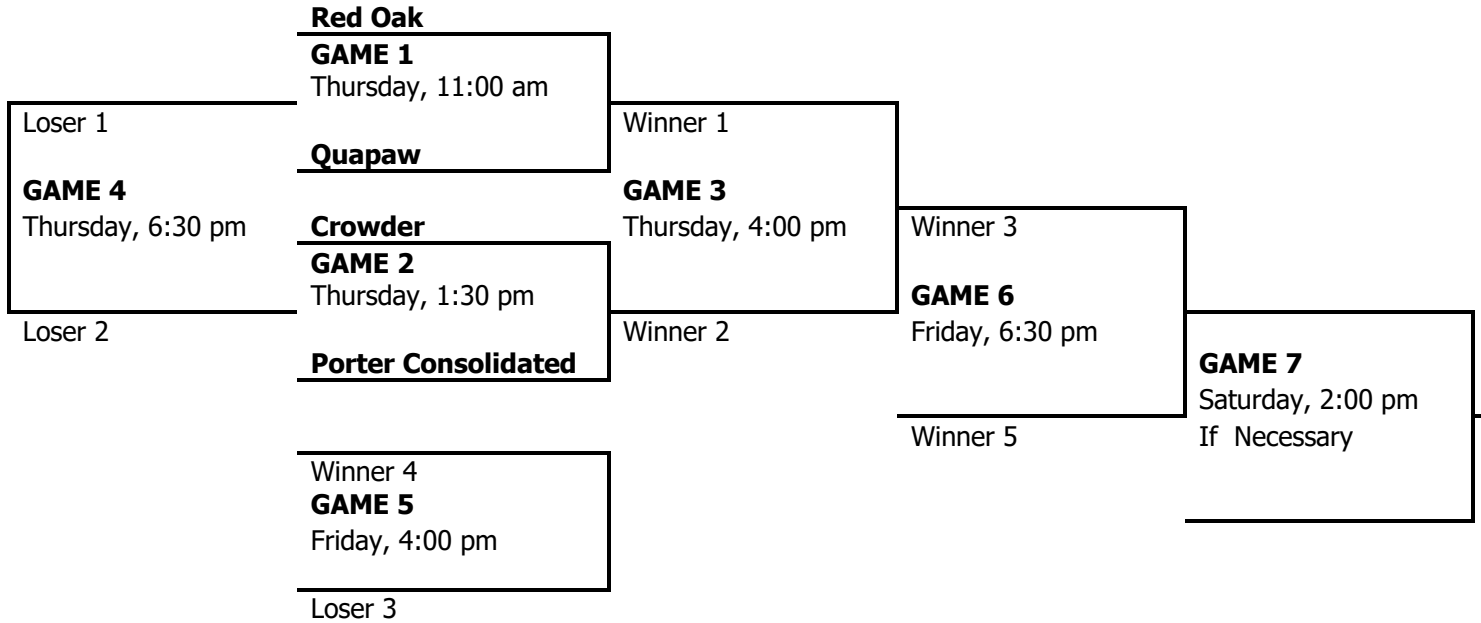 Red Oak
GAME 1
Thursday, 11:00 am
Loser 1
Winner 1
Quapaw
GAME 4
GAME 3
Thursday, 6:30 pm
Crowder
Thursday, 4:00 pm
Winner 3
GAME 2
Thursday, 1:30 pm
GAME 6
Loser 2
Winner 2
Friday, 6:30 pm
Porter Consolidated
GAME 7
Saturday, 2:00 pm
Winner 5
If Necessary
Winner 4
GAME 5
Friday, 4:00 pm
Loser 3